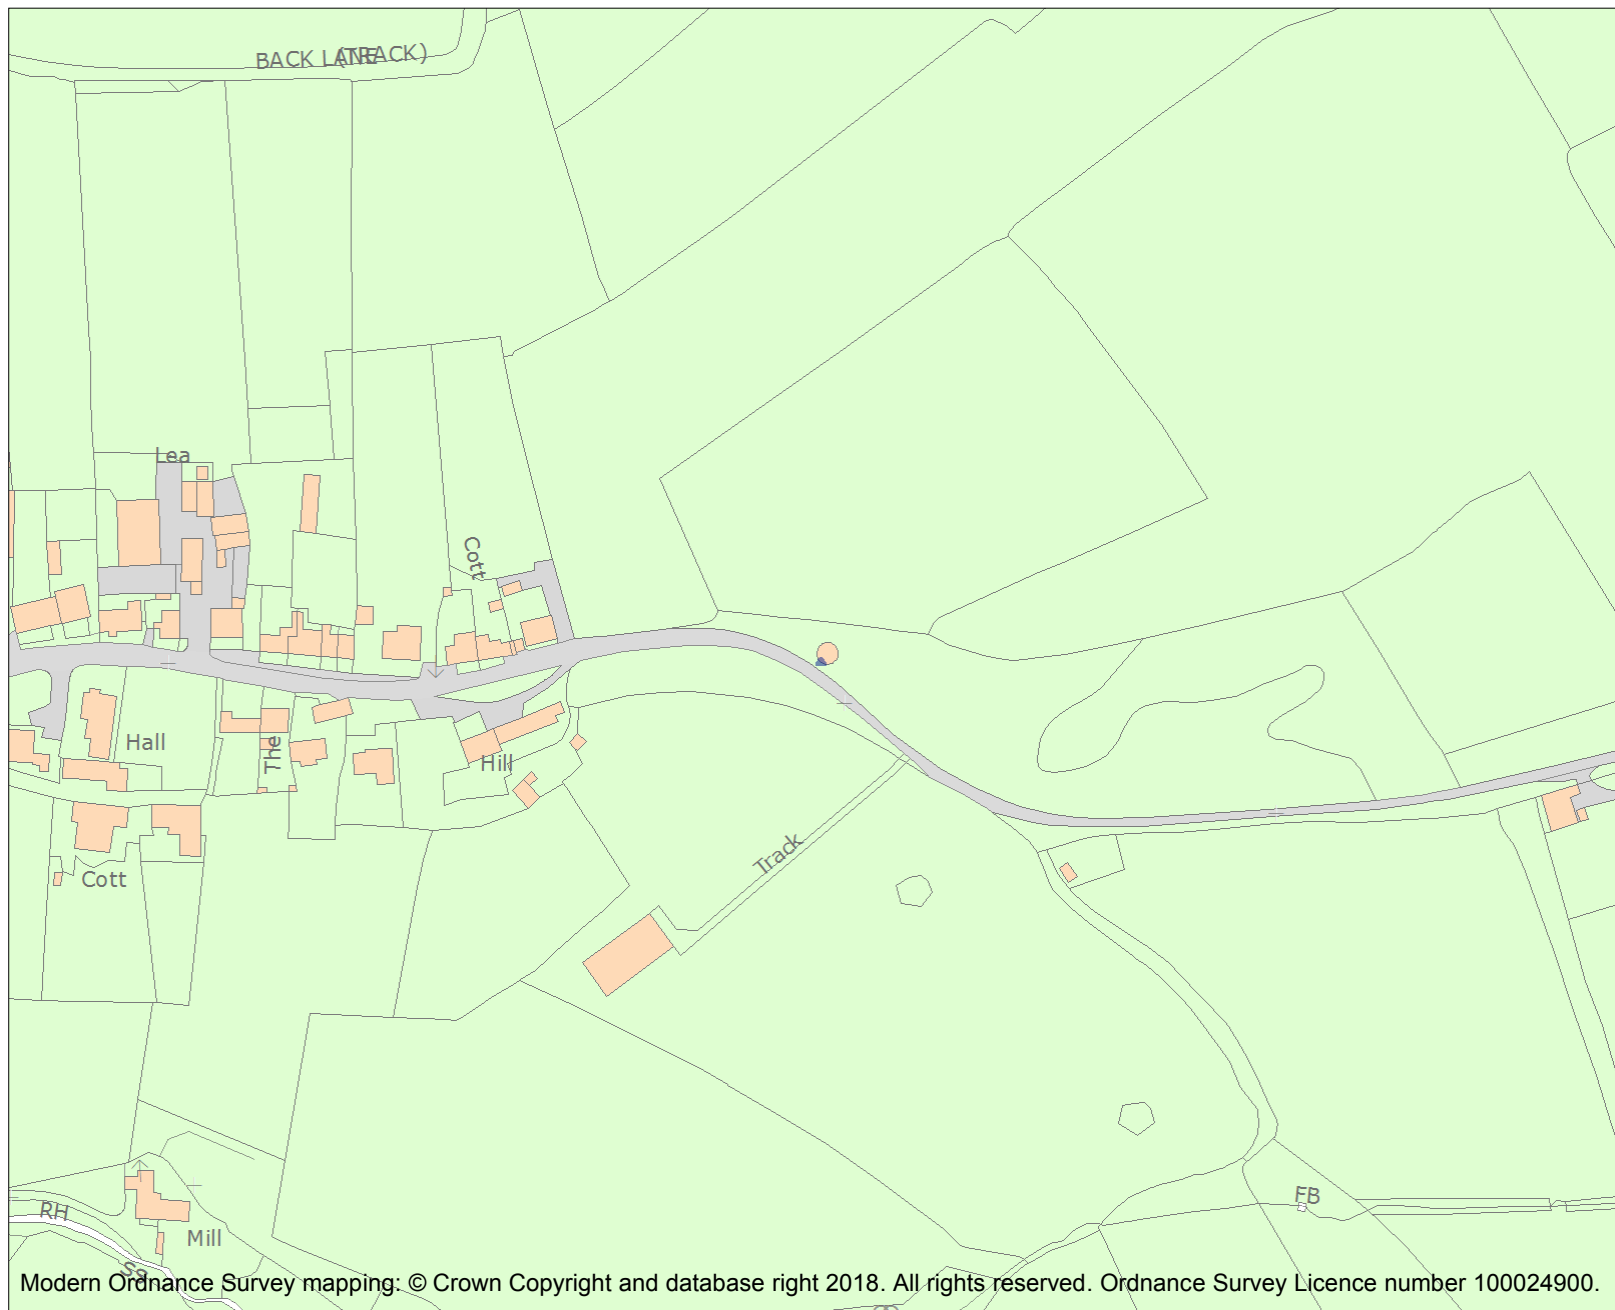 BACK LANE
(TRACK)
Lea
Cott
Hall
The
Hill
Track
Cott
FB
RH
Mill
SS
Modern Ordnance Survey mapping: © Crown Copyright and database right 2018. All rights reserved. Ordnance Survey Licence number 100024900.